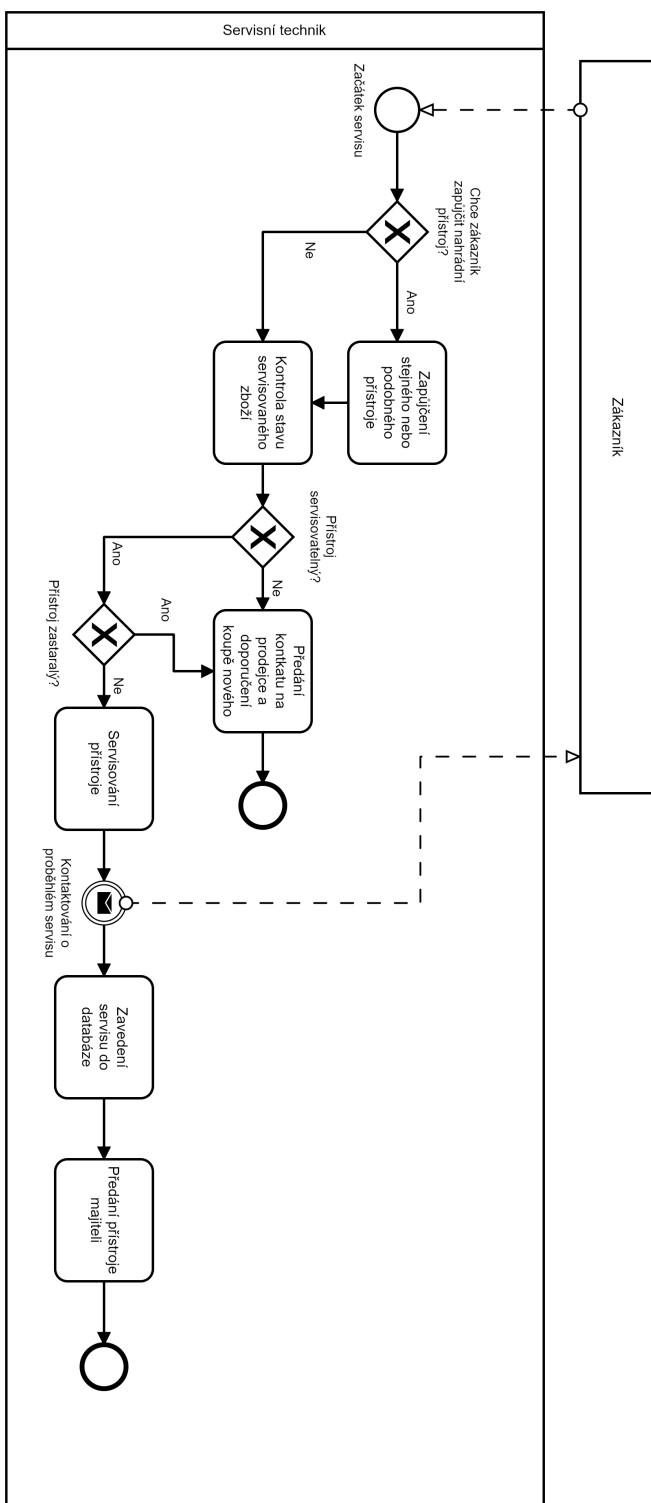 Servisní technik
Zákazník
Začátek servisu
Chce zákazník
zapůjčit nahrádní
přístroj?
Ne
Ano
Kontrola stavu
servisovaného
zboží
Zapůjčení
stejného nebo
podobného
přístroje
Přístroj
servisovatelný?
Ano
Ne
Přístroj zastaralý?
Ano
Ne
Předání
kontkatu na
prodejce a
doporučení
koupě nového
Servisování
přístroje
Kontaktování o
proběhlém servisu
Zavedení
servisu do
databáze
Předání přístroje
majiteli